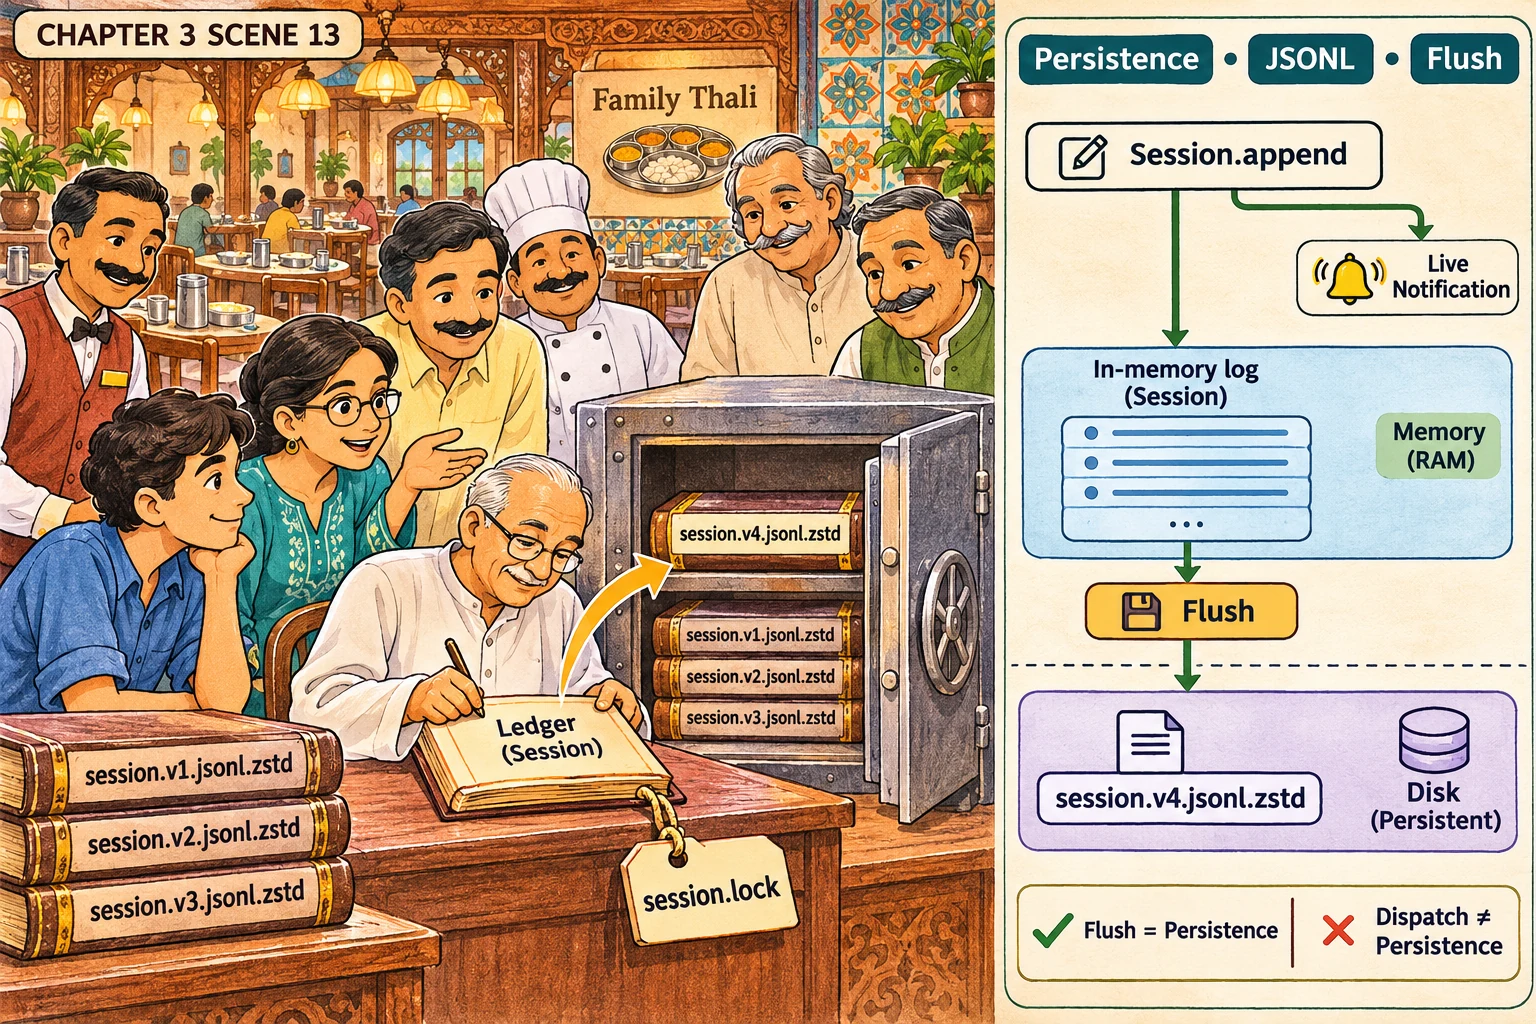 CHAPTER 3 SCENE 13
Family Thali
session.v4.jsonl.zstd
session.v1.jsonl.zstd
session.v2.jsonl.zstd
session.v3.jsonl.zstd
Ledger
(Session)
session.v1.jsonl.zstd
session.v2.jsonl.zstd
session.v3.jsonl.zstd
session.lock
Persistence • JSONL • Flush
Session.append
Live
Notification
In-memory log
(Session)
Memory
(RAM)
...
Flush
session.v4.jsonl.zstd
Disk
(Persistent)
Flush = Persistence
Dispatch ≠
Persistence